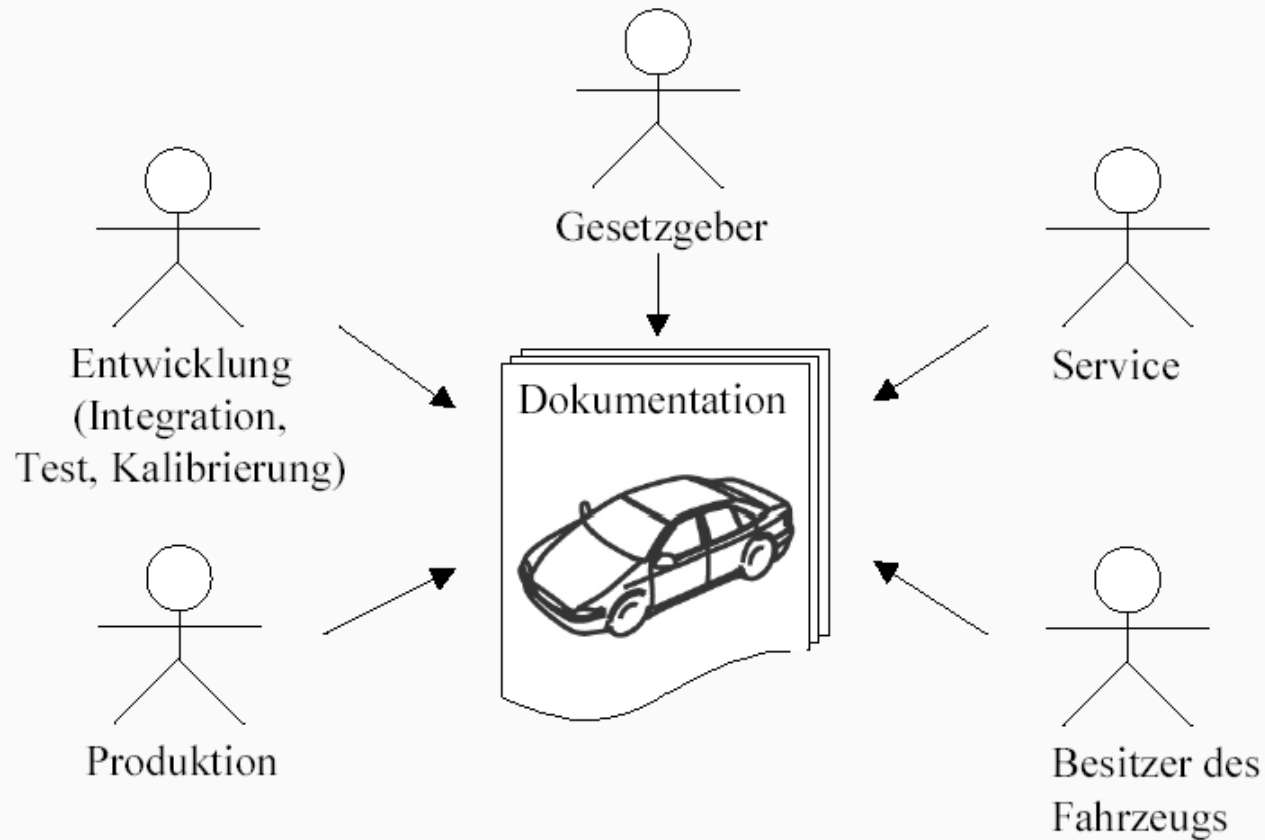 Gesetzgeber
Entwicklung
(Integration,
Test, Kalibrierung)
Service
Dokumentation
Produktion
Besitzer des
Fahrzeugs